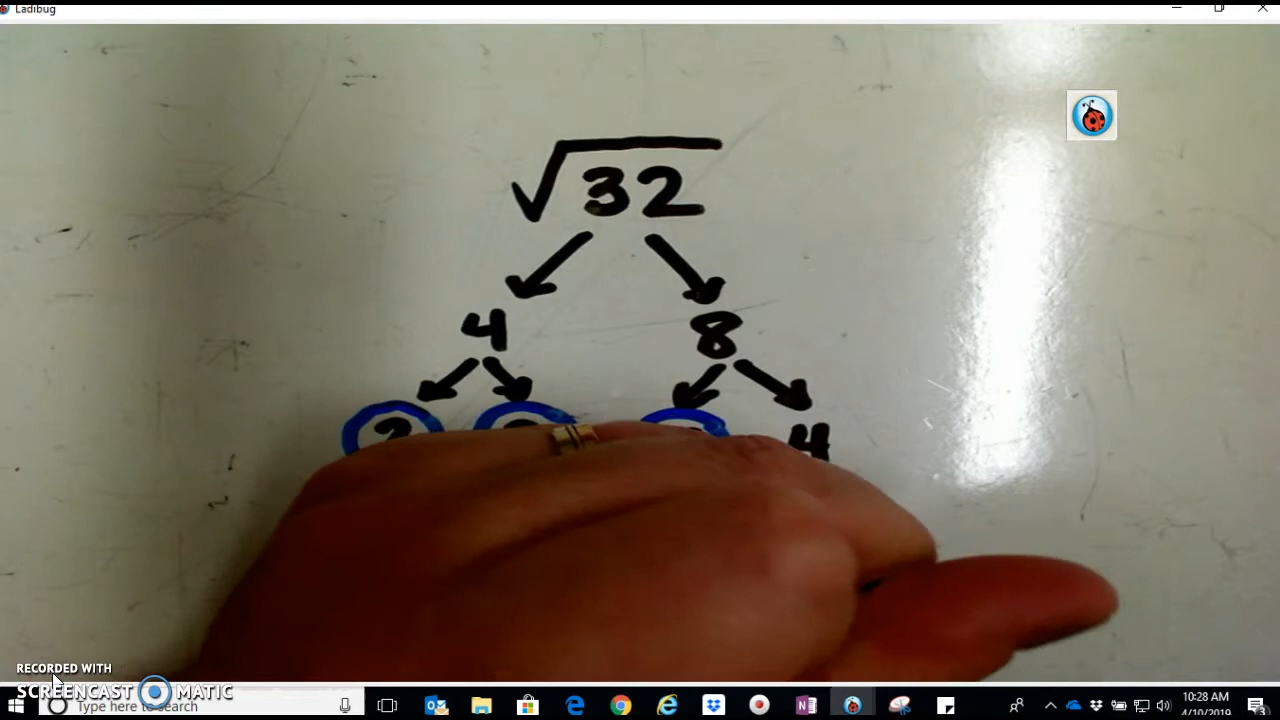 Ladibug
√32
4 8
2 4
RECORDED WITH
SCREENCAST MATIC
Type here to search
10:28 AM
4/10/2019